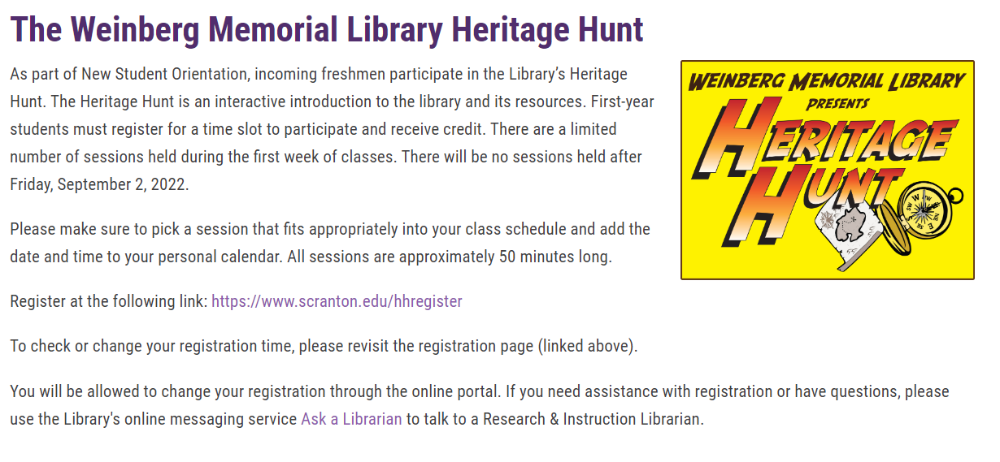 The Weinberg Memorial Library Heritage Hunt
As part of New Student Orientation, incoming freshmen participate in the Library’s Heritage
Hunt. The Heritage Hunt is an interactive introduction to the library and its resources. First-year
students must register for a time slot to participate and receive credit. There are a limited
number of sessions held during the first week of classes. There will be no sessions held after
Friday, September 2, 2022.
Please make sure to pick a session that fits appropriately into your class schedule and add the
date and time to your personal calendar. All sessions are approximately 50 minutes long.
Register at the following link: https://www.scranton.edu/hhregister
To check or change your registration time, please revisit the registration page (linked above).
You will be allowed to change your registration through the online portal. If you need assistance with registration or have questions, please
use the Library's online messaging service Ask a Librarian to talk to a Research & Instruction Librarian.
WEINBERG MEMORIAL LIBRARY
PRESENTS
HERITAGE
HUNT